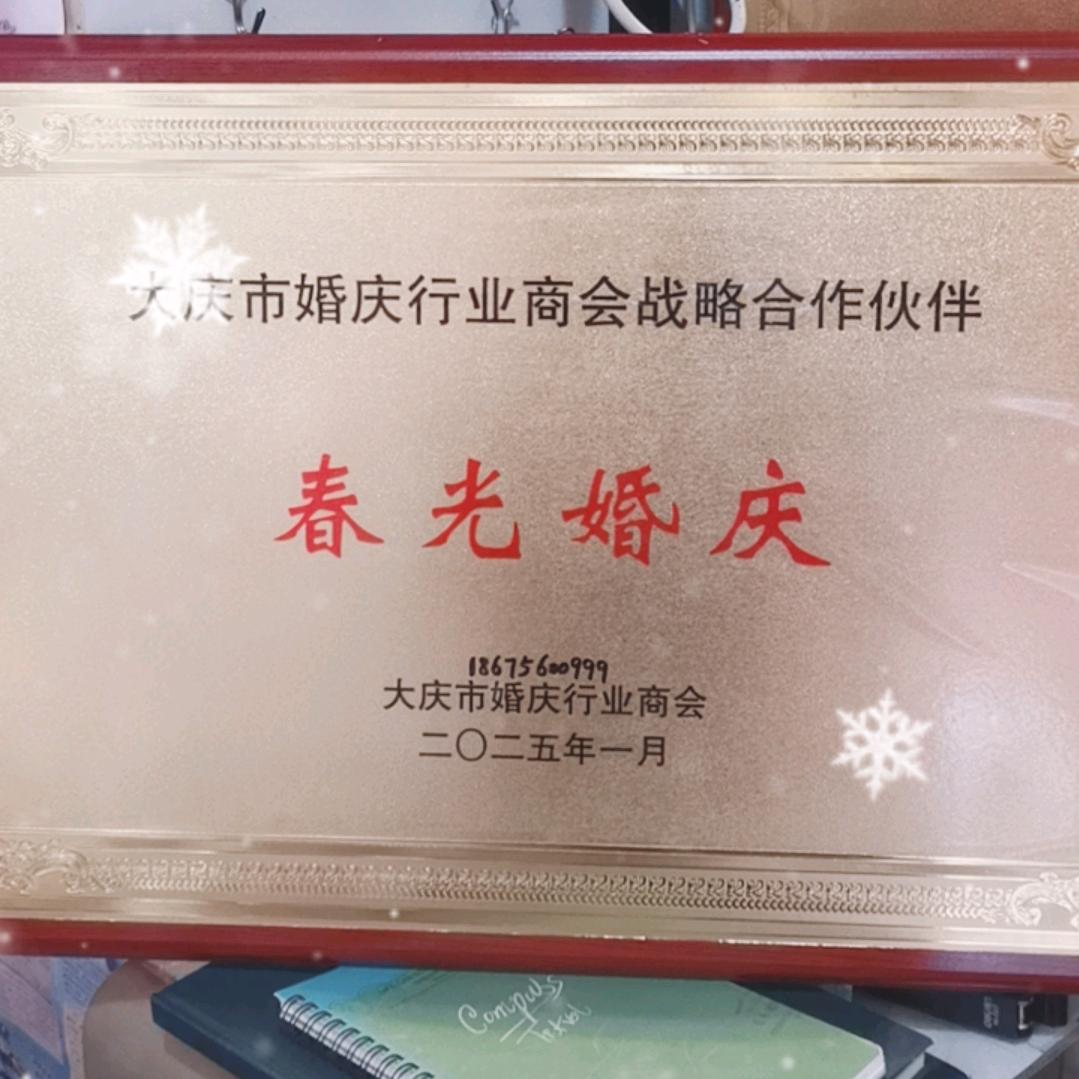 大庆市婚庆行业商会战略合作伙伴
春光婚庆
18675600999
大庆市婚庆行业商会
二〇二五年一月
Campus